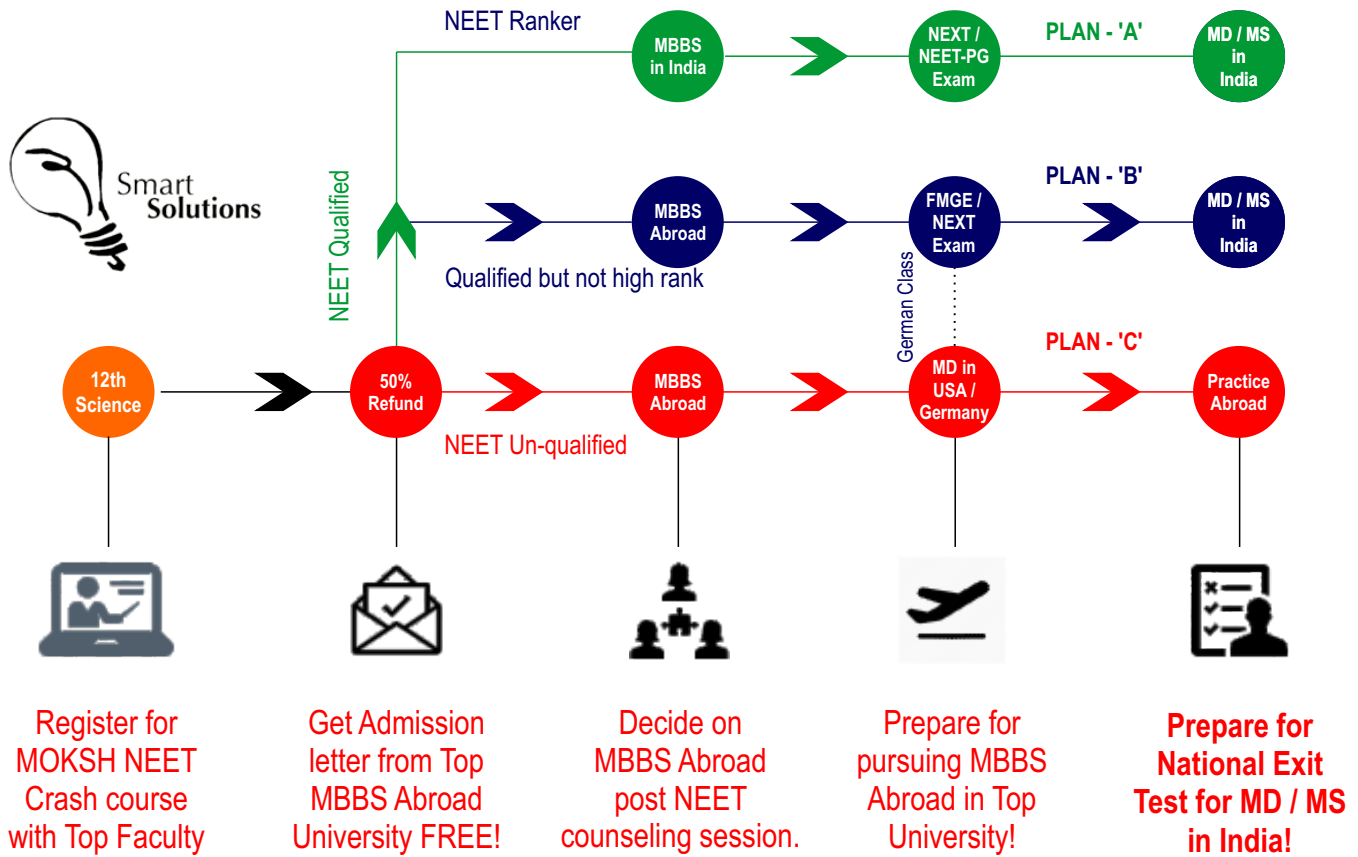 NEET Ranker
MBBS
in India
NEXT /
NEET-PG
Exam
PLAN - 'A'
MD / MS
in
India
Smart
Solutions
NEET Qualified
MBBS
Abroad
Qualified but not high rank
FMGE /
NEXT
Exam
PLAN - 'B'
MD / MS
in
India
German Class
12th
Science
50%
Refund
NEET Un-qualified
MBBS
Abroad
MD in
USA /
Germany
PLAN - 'C'
Practice
Abroad
Register for
MOKSH NEET
Crash course
with Top Faculty
Get Admission
letter from Top
MBBS Abroad
University FREE!
Decide on
MBBS Abroad
post NEET
counseling session.
Prepare for
pursuing MBBS
Abroad in Top
University!
Prepare for
National Exit
Test for MD / MS
in India!